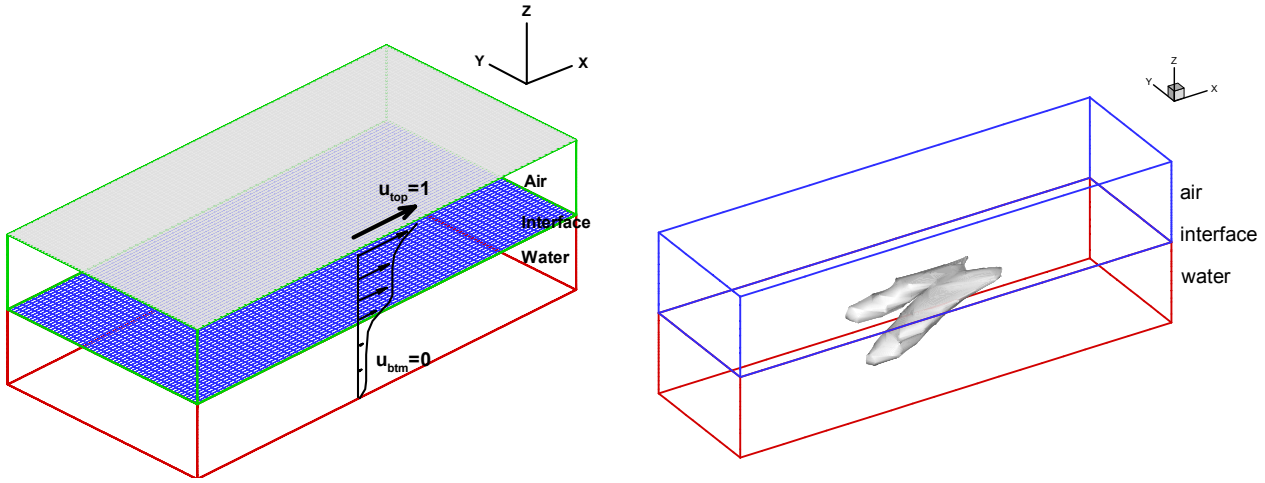 Z
Y
X
Air
u_top=1
Interface
Water
u_btm=0
Z
Y
X
air
interface
water